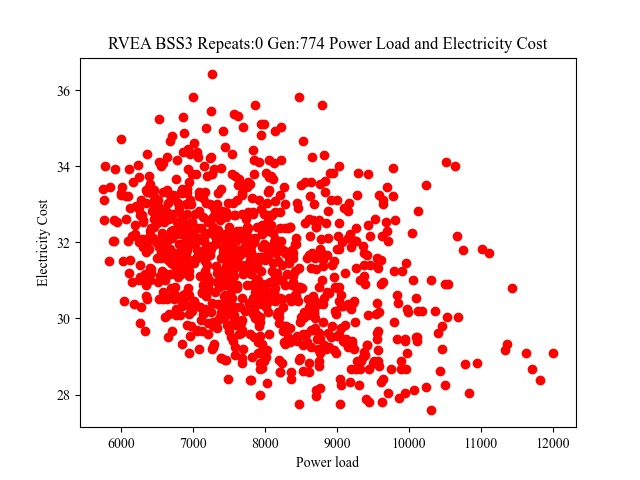 RVEA BSS3 Repeats:0 Gen:774 Power Load and Electricity Cost
36
34
32
30
28
Electricity Cost
6000 7000 8000 9000 10000 11000 12000
Power load